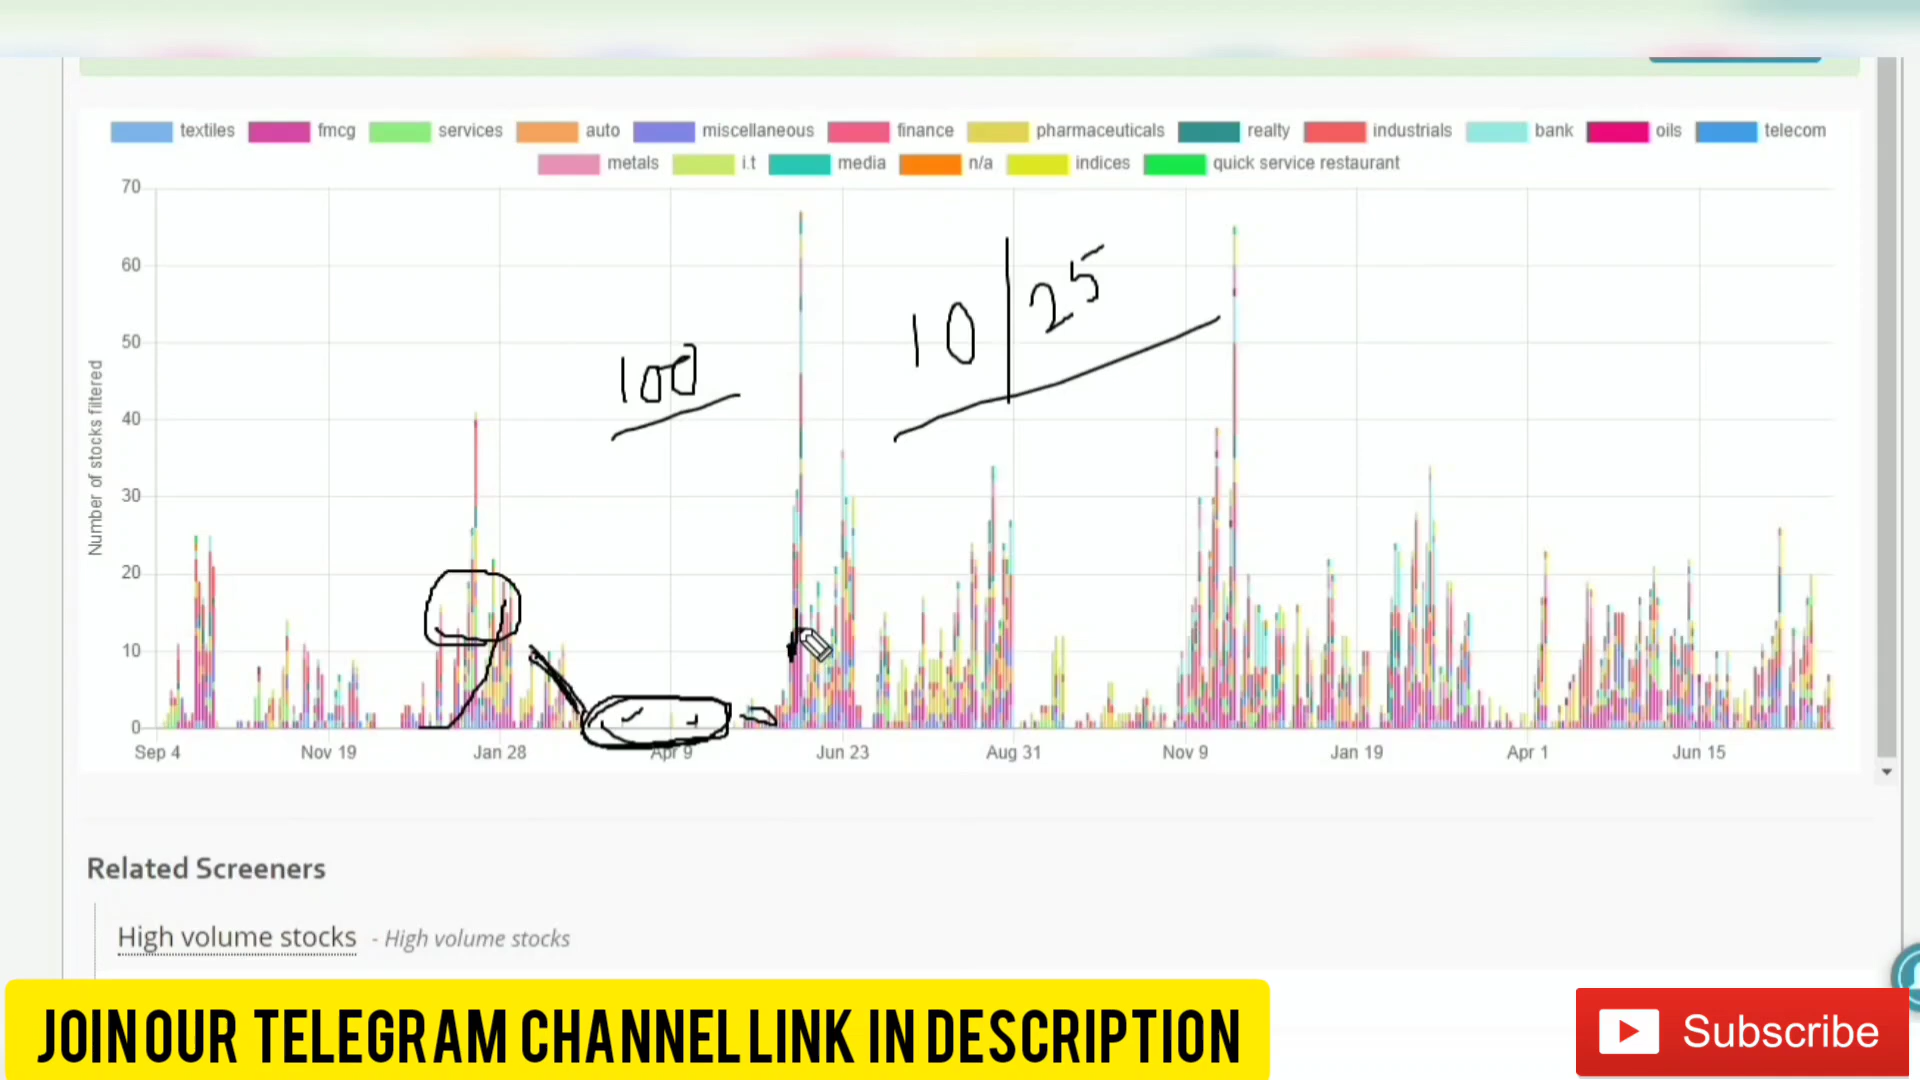 textiles fmcg services auto miscellaneous finance pharmaceuticals realty industrials bank oils telecom
metals i.t media n/a indices quick service restaurant
Number of stocks filtered
70
60
50
40
30
20
10
0
100
10 | 25
Sep 4 Nov 19 Jan 28 Apr 9 Jun 23 Aug 31 Nov 9 Jan 19 Apr 1 Jun 15
Related Screeners
High volume stocks - High volume stocks
JOIN OUR TELEGRAM CHANNEL LINK IN DESCRIPTION
Subscribe